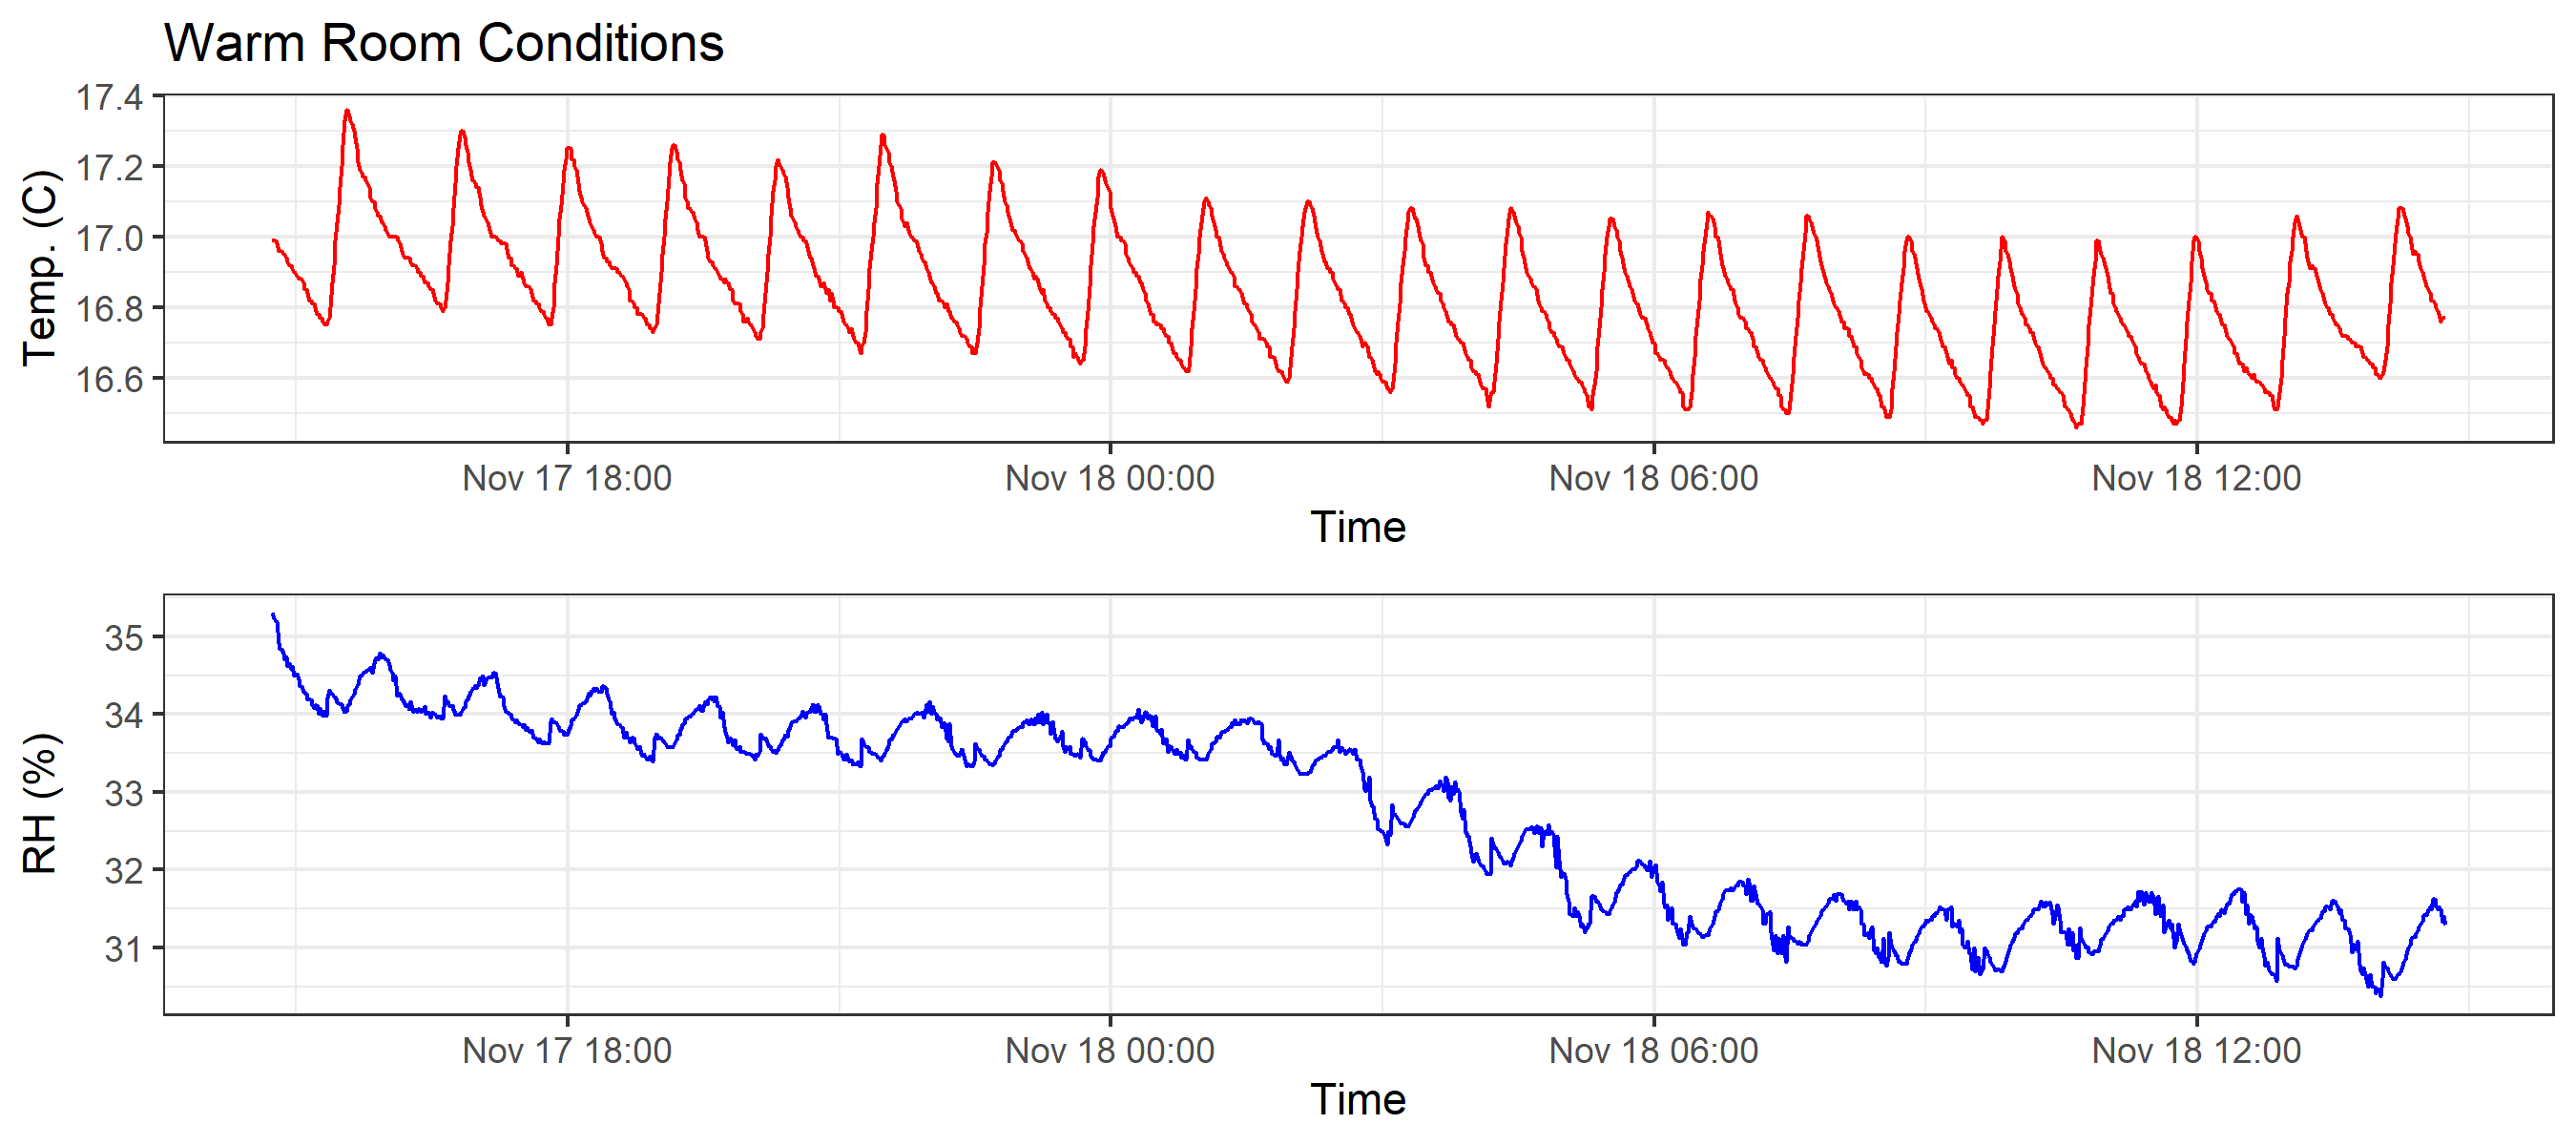 Warm Room Conditions
Temp. (C)
17.4
17.2
17.0
16.8
16.6
Nov 17 18:00 Nov 18 00:00 Nov 18 06:00 Nov 18 12:00
Time
RH (%)
35
34
33
32
31
Nov 17 18:00 Nov 18 00:00 Nov 18 06:00 Nov 18 12:00
Time